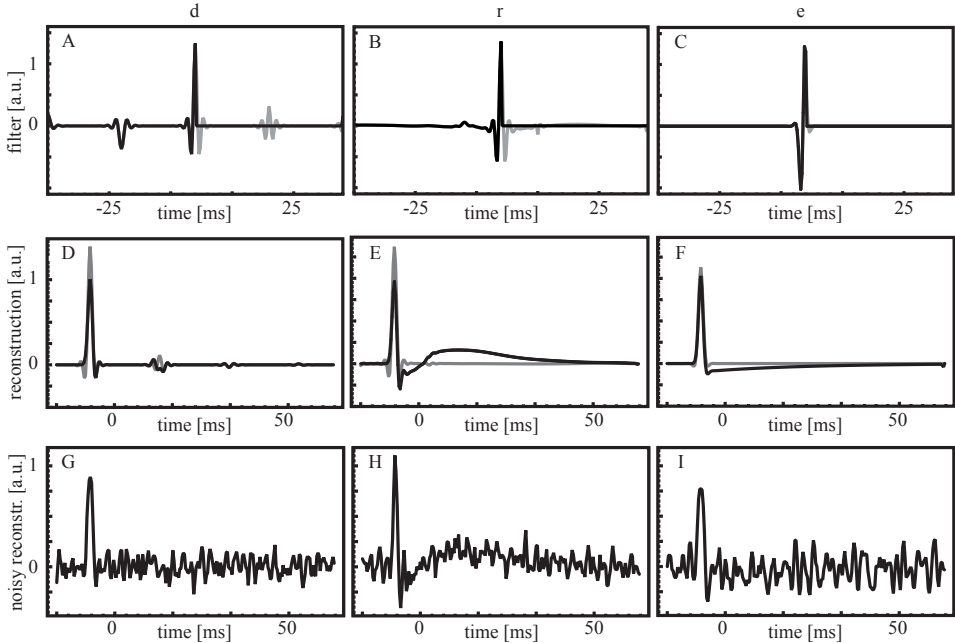 d r e
A B C
filter [a.u.]
1
0
-25 25 -25 25 -25 25
time [ms] time [ms] time [ms]
D E F
reconstruction [a.u.]
1
0
0 50 0 50 0 50
time [ms] time [ms] time [ms]
G H I
noisy reconstr. [a.u.]
1
0
0 50 0 50 0 50
time [ms] time [ms] time [ms]